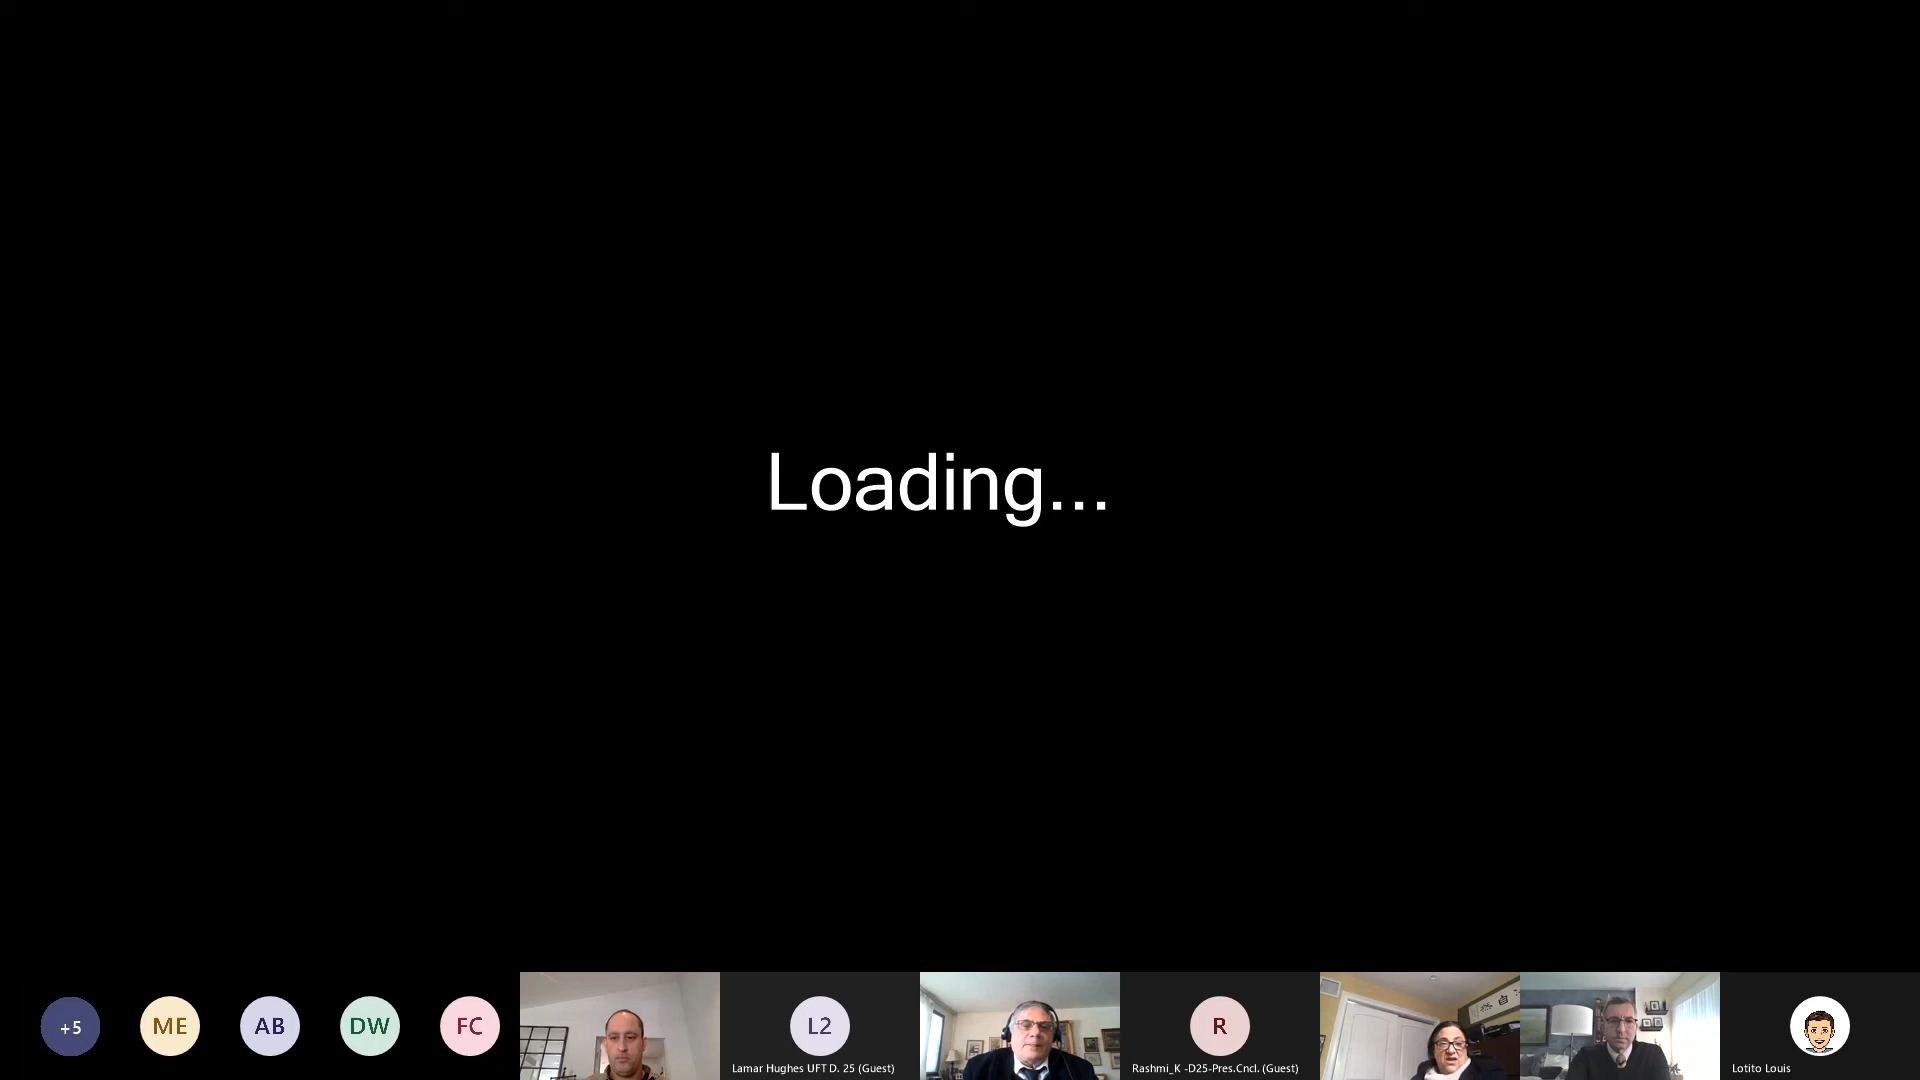 Loading...
+5
ME
AB
DW
FC
L2
Lamar Hughes UFT D. 25 (Guest)
R
Rashmi_K -D25-Pres.Cncl. (Guest)
Lotito Louis